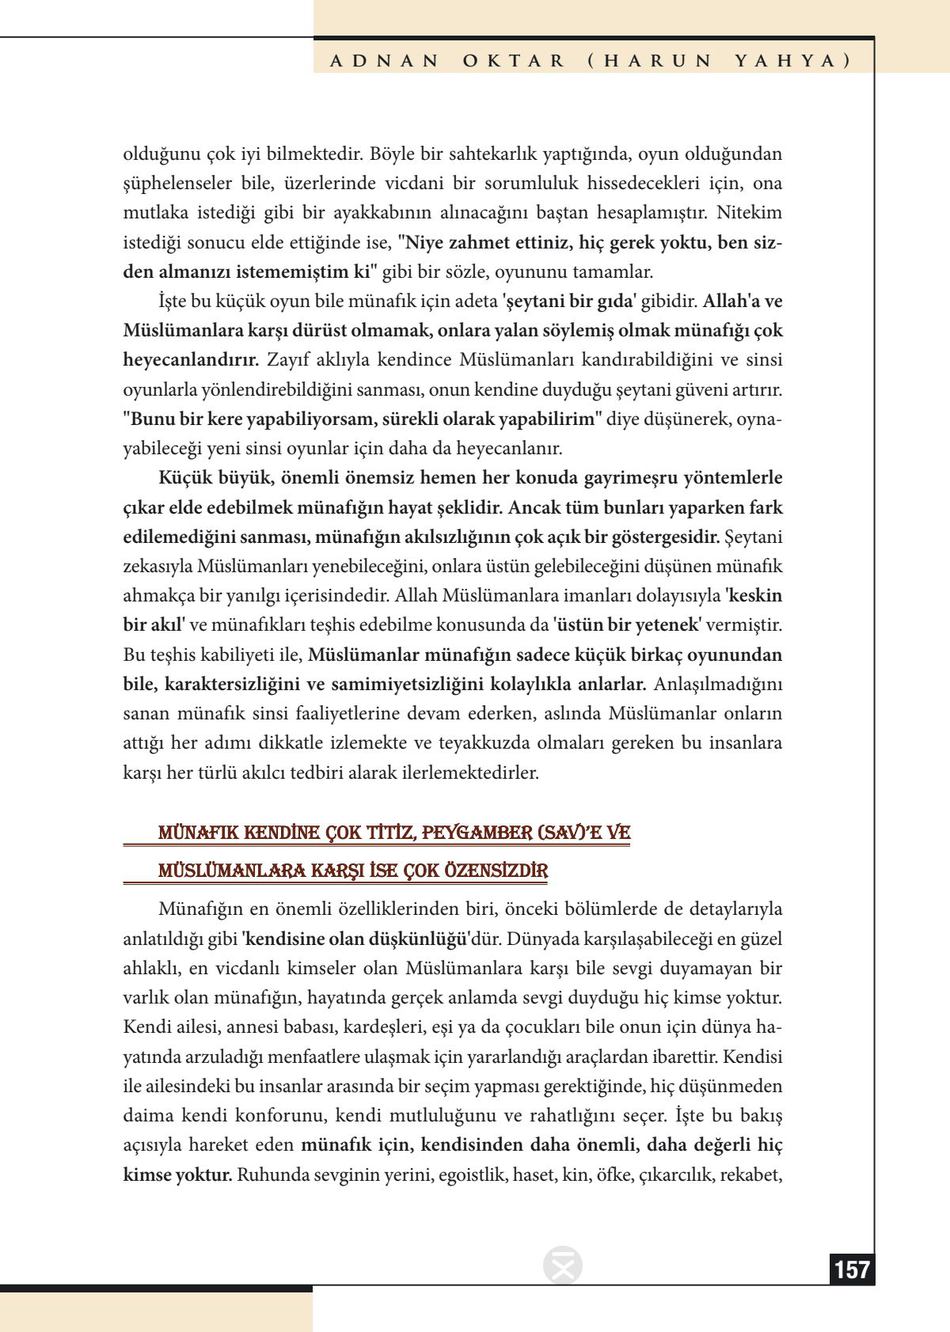 ADNAN OKTAR (HARUN YAHYA)
olduğunu çok iyi bilmektedir. Böyle bir sahtekarlık yaptığında, oyun olduğundan
şüphelenseler bile, üzerlerinde vicdani bir sorumluluk hissedecekleri için, ona
mutlaka istediği gibi bir ayakkabının alınacağını baştan hesaplamıştır. Nitekim
istediği sonucu elde ettiğinde ise, "Niye zahmet ettiniz, hiç gerek yoktu, ben siz-
den almanızı istememiştim ki" gibi bir sözle, oyununu tamamlar.
İşte bu küçük oyun bile münafık için adeta 'şeytani bir gıda' gibidir. Allah'a ve
Müslümanlara karşı dürüst olmamak, onlara yalan söylemiş olmak münafığı çok
heyecanlandırır. Zayıf aklıyla kendince Müslümanları kandırabildiğini ve sinsi
oyunlarla yönlendirebildiğini sanması, onun kendine duyduğu şeytani güveni artırır.
"Bunu bir kere yapabiliyorsam, sürekli olarak yapabilirim" diye düşünerek, oyna-
yabileceği yeni sinsi oyunlar için daha da heyecanlanır.
Küçük büyük, önemli önemsiz hemen her konuda gayrimeşru yöntemlerle
çıkar elde edebilmek münafığın hayat şeklidir. Ancak tüm bunları yaparken fark
edilemediğini sanması, münafığın akılsızlığının çok açık bir göstergesidir. Şeytani
zekasıyla Müslümanları yenebileceğini, onlara üstün gelebileceğini düşünen münafık
ahmakça bir yanılgı içerisindedir. Allah Müslümanlara imanları dolayısıyla 'keskin
bir akıl' ve münafıkları teşhis edebilme konusunda da 'üstün bir yetenek' vermiştir.
Bu teşhis kabiliyeti ile, Müslümanlar münafığın sadece küçük birkaç oyunundan
bile, karaktersizliğini ve samimiyetsizliğini kolaylıkla anlarlar. Anlaşılmadığını
sanan münafık sinsi faaliyetlerine devam ederken, aslında Müslümanlar onların
attığı her adımı dikkatle izlemekte ve teyakkuzda olmaları gereken bu insanlara
karşı her türlü akılcı tedbiri alarak ilerlemektedirler.
MÜNAFIK KENDİNE ÇOK TİTİZ, PEYGAMBER (SAV)'E VE
MÜSLÜMANLARA KARŞI İSE ÇOK ÖZENSİZDİR
Münafığın en önemli özelliklerinden biri, önceki bölümlerde de detaylarıyla
anlatıldığı gibi 'kendisine olan düşkünlüğü'dür. Dünyada karşılaşabileceği en güzel
ahlaklı, en vicdanlı kimseler olan Müslümanlara karşı bile sevgi duyamayan bir
varlık olan münafığın, hayatında gerçek anlamda sevgi duyduğu hiç kimse yoktur.
Kendi ailesi, annesi babası, kardeşleri, eşi ya da çocukları bile onun için dünya ha-
yatında arzuladığı menfaatlere ulaşmak için yararlandığı araçlardan ibarettir. Kendisi
ile ailesindeki bu insanlar arasında bir seçim yapması gerektiğinde, hiç düşünmeden
daima kendi konforunu, kendi mutluluğunu ve rahatlığını seçer. İşte bu bakış
açısıyla hareket eden münafık için, kendisinden daha önemli, daha değerli hiç
kimse yoktur. Ruhunda sevginin yerini, egoistlik, haset, kin, öfke, çıkarcılık, rekabet,
157